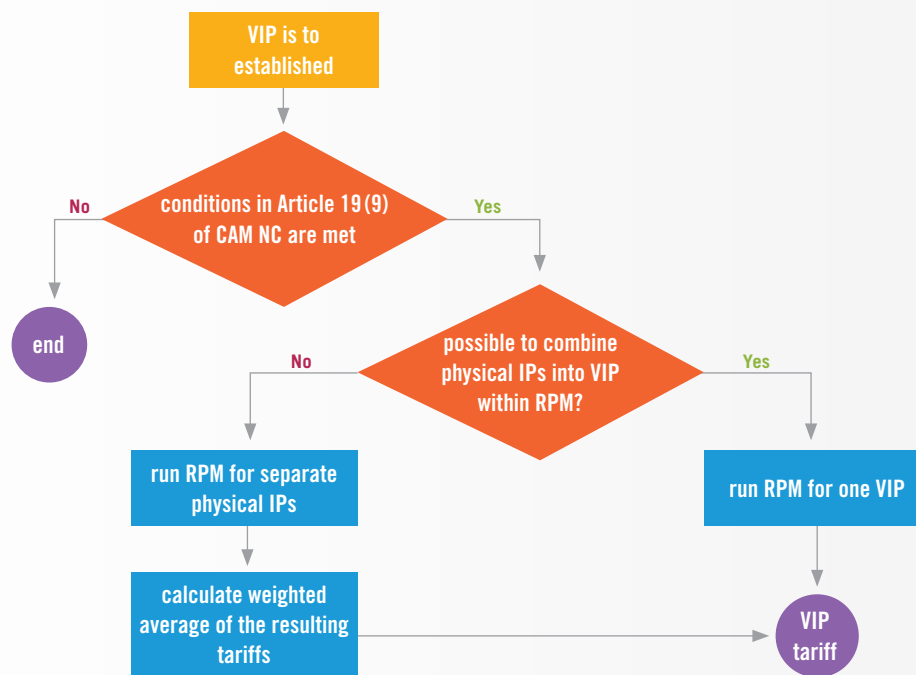 VIP is to
established
conditions in Article 19 (9)
of CAM NC are met
No
Yes
end
possible to combine
physical IPs into VIP
within RPM?
No
Yes
run RPM for separate
physical IPs
run RPM for one VIP
calculate weighted
average of the resulting
tariffs
VIP
tariff